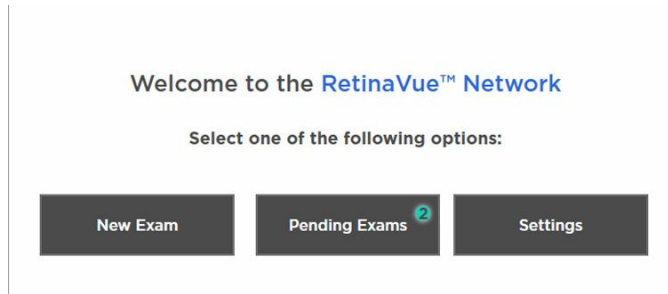 Welcome to the RetinaVue™ Network
Select one of the following options:
New Exam
Pending Exams 2
Settings